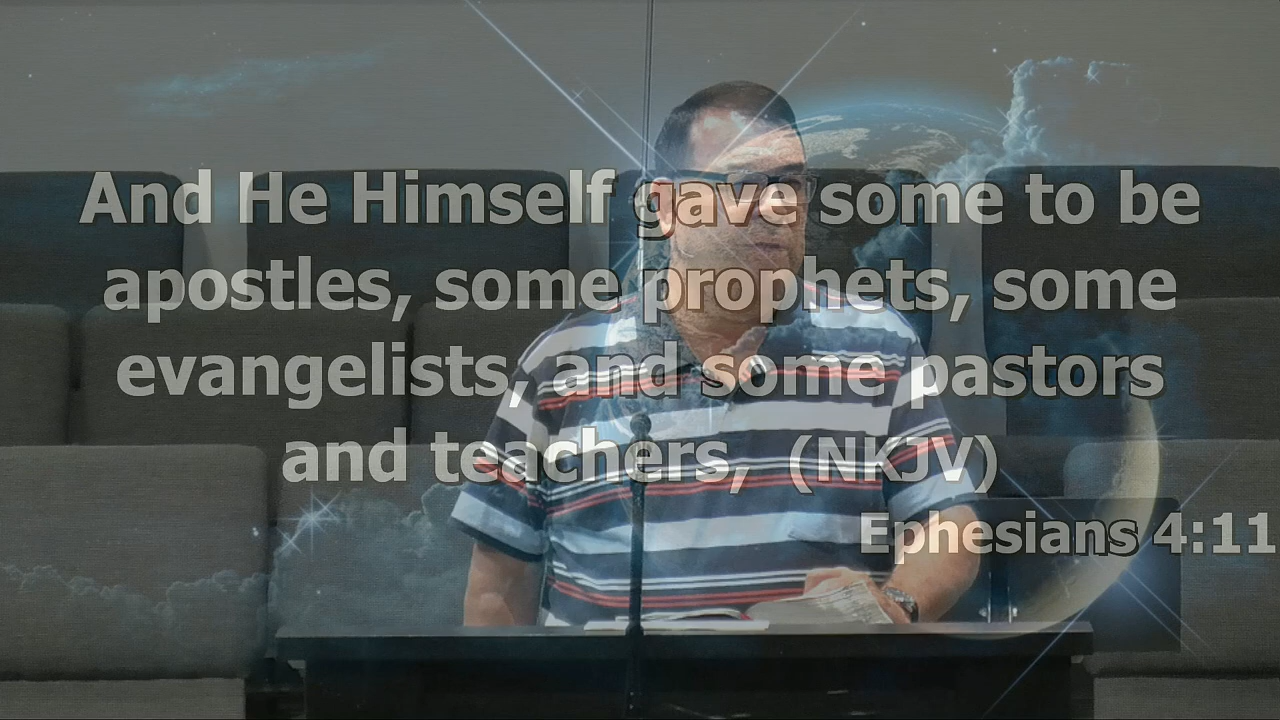 And He Himself gave some to be
apostles, some prophets, some
evangelists, and some pastors
and teachers, (NKJV)
Ephesians 4:11